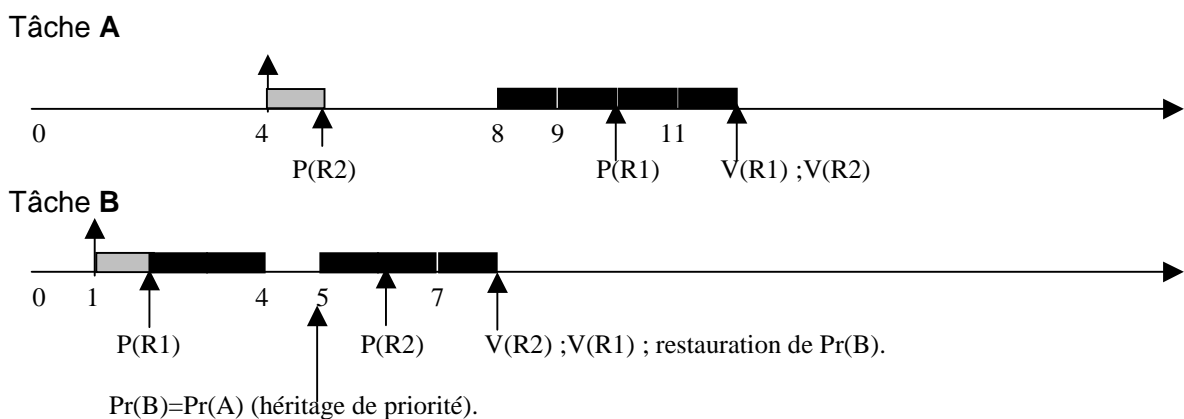 Tâche A
0 4 8 9 11
P(R2) P(R1) V(R1) ;V(R2)
Tâche B
0 1 4 5 7
P(R1) P(R2) V(R2) ;V(R1) ; restauration de Pr(B).
Pr(B)=Pr(A) (héritage de priorité).